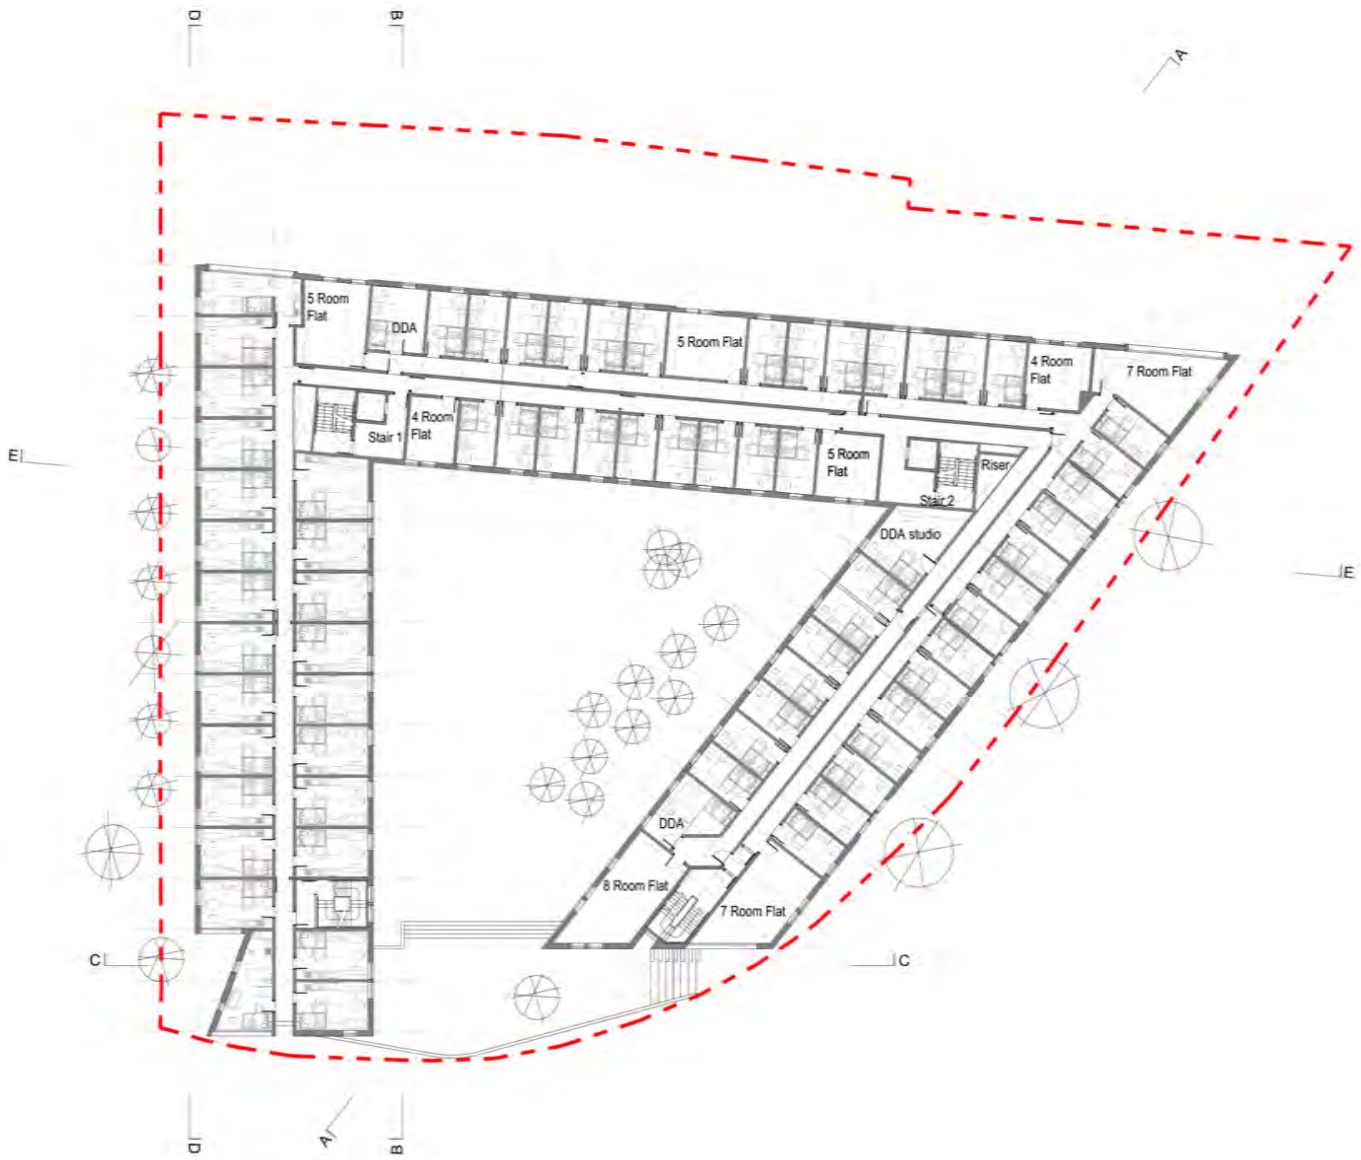 D
B
A
5 Room
Flat
DDA
5 Room Flat
4 Room
Flat
7 Room Flat
4 Room
Flat
Stair 1
5 Room
Flat
Riser
Stair 2
E
DDA studio
E
DDA
8 Room Flat
7 Room Flat
C
C
D
A
B